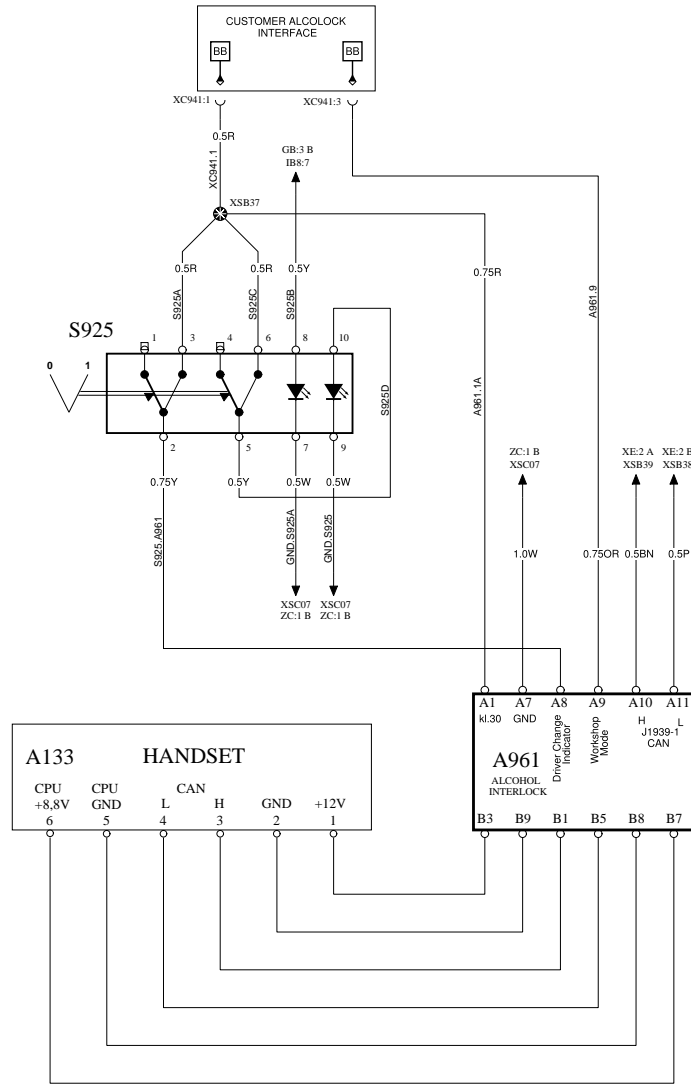 CUSTOMER ALCOLOCK
INTERFACE
BB
BB
XC941:1
XC941:3
0.5R
XC941.1
GB:3 B
IB8:7
XSB37
0.5R
0.5R
0.5Y
0.75R
S925A
S925C
S925B
A961.9
S925
1
3
4
6
8
10
0
1
S925D
A961.1A
2
5
7
9
0.75Y
0.5Y
0.5W
0.5W
ZC:1 B
XSC07
XE:2 A
XSB39
XE:2 B
XSB38
S925.A961
GND.S925A
GND.S925
1.0W
0.75OR
0.5BN
0.5P
XSC07
ZC:1 B
XSC07
ZC:1 B
A1
A7
A8
A9
A10
A11
kl.30
GND
Driver Change
Indicator
Workshop
Mode
H
L
J1939-1
CAN
A961
ALCOHOL
INTERLOCK
B3
B9
B1
B5
B8
B7
A133
HANDSET
CPU
+8,8V
CPU
GND
CAN
L
H
GND
+12V
6
5
4
3
2
1